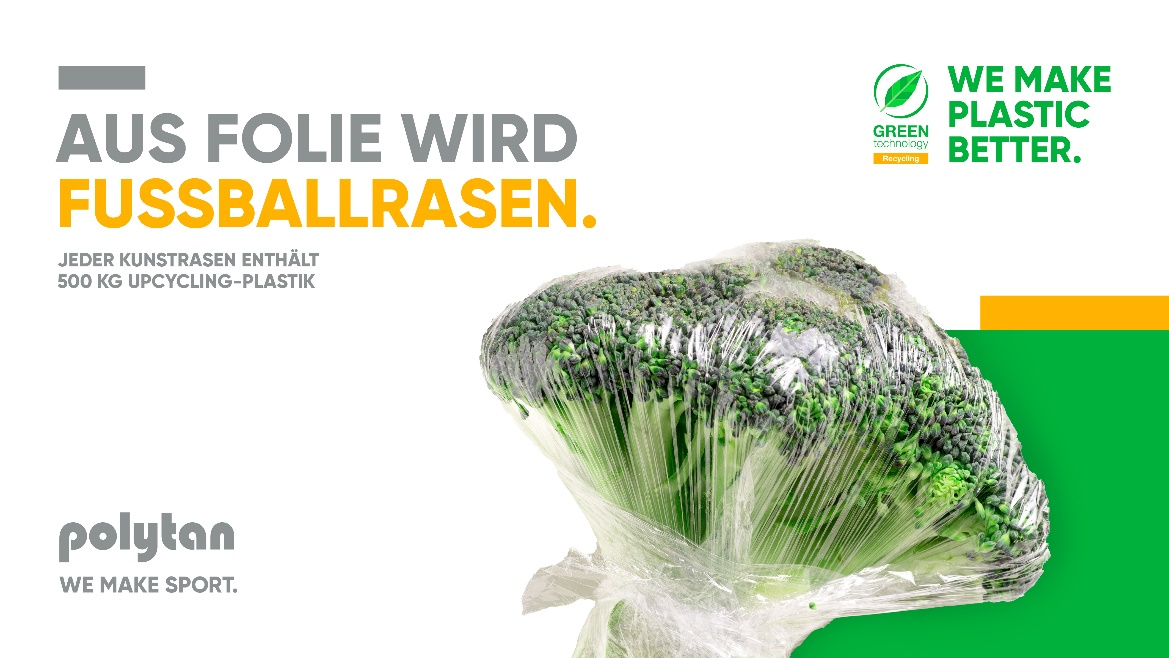 AUS FOLIE WIRD
FUSSBALLRASEN.
JEDER KUNSTRASEN ENTHÄLT
500 KG UPCYCLING-PLASTIK
GREEN
technology
Recycling
WE MAKE
PLASTIC
BETTER.
polytan
WE MAKE SPORT.